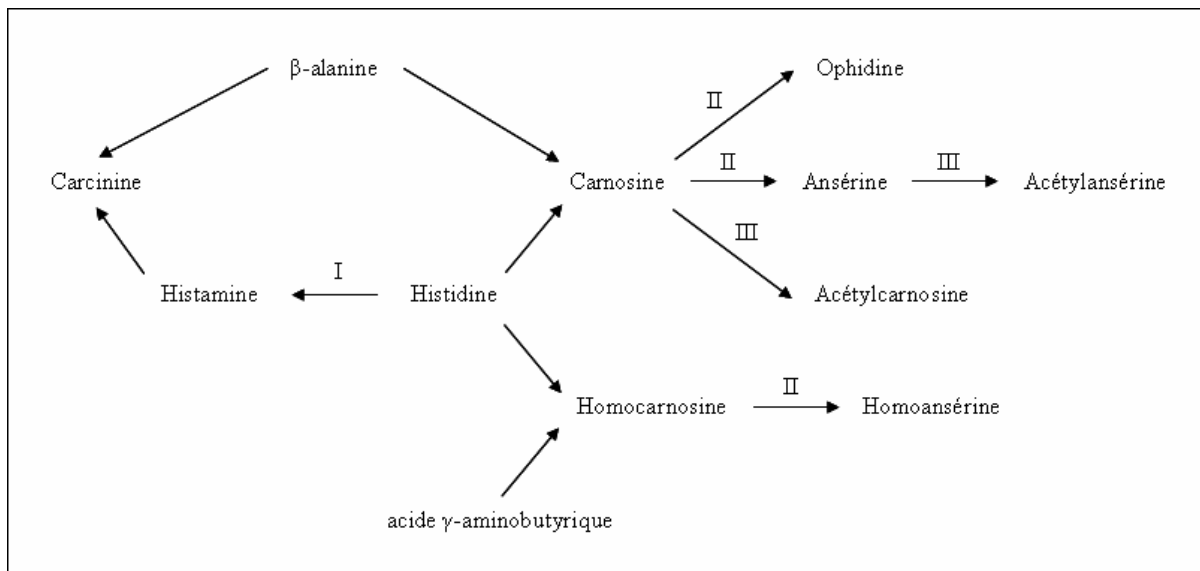 β-alanine
Ophidine
II
Carcinine
Carnosine
II
Ansérine
III
Acétylansérine
III
Histamine
I
Histidine
Acétylcarnosine
Homocarnosine
II
Homoansérine
acide γ-aminobutyrique